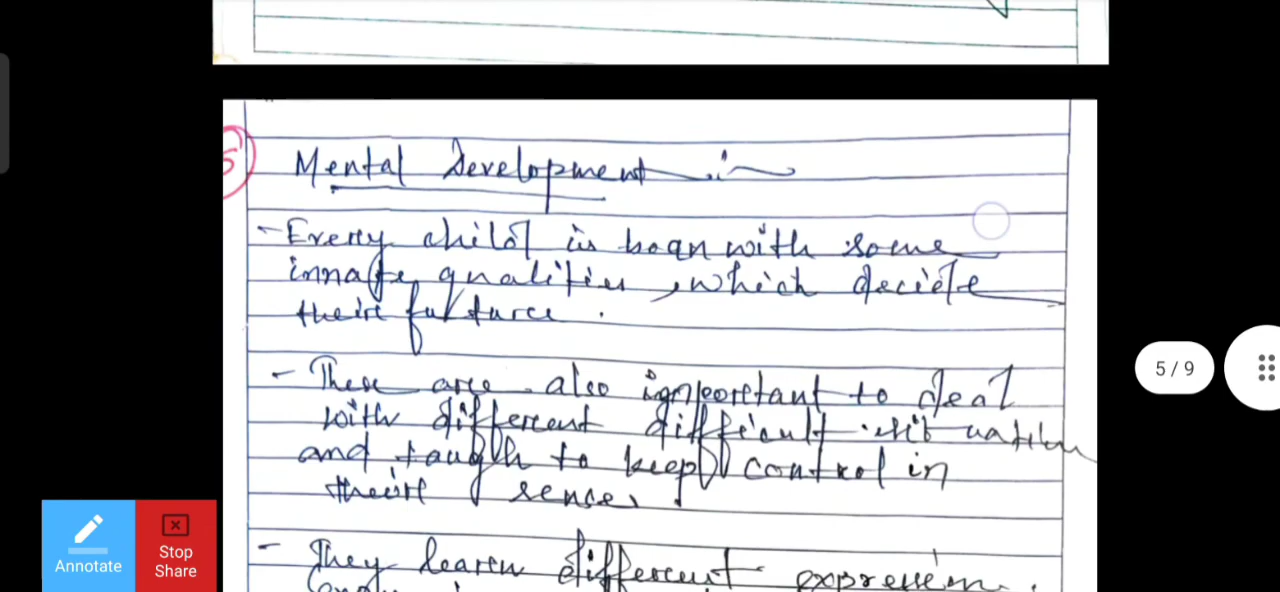 5
Mental Development :-
- Every child is born with some
innate qualities, which decide
their future.
- These are also important to deal
with different difficult situation
and taught to keep control in
their sense.
- They learn different expression.
5 / 9
Annotate
Stop
Share